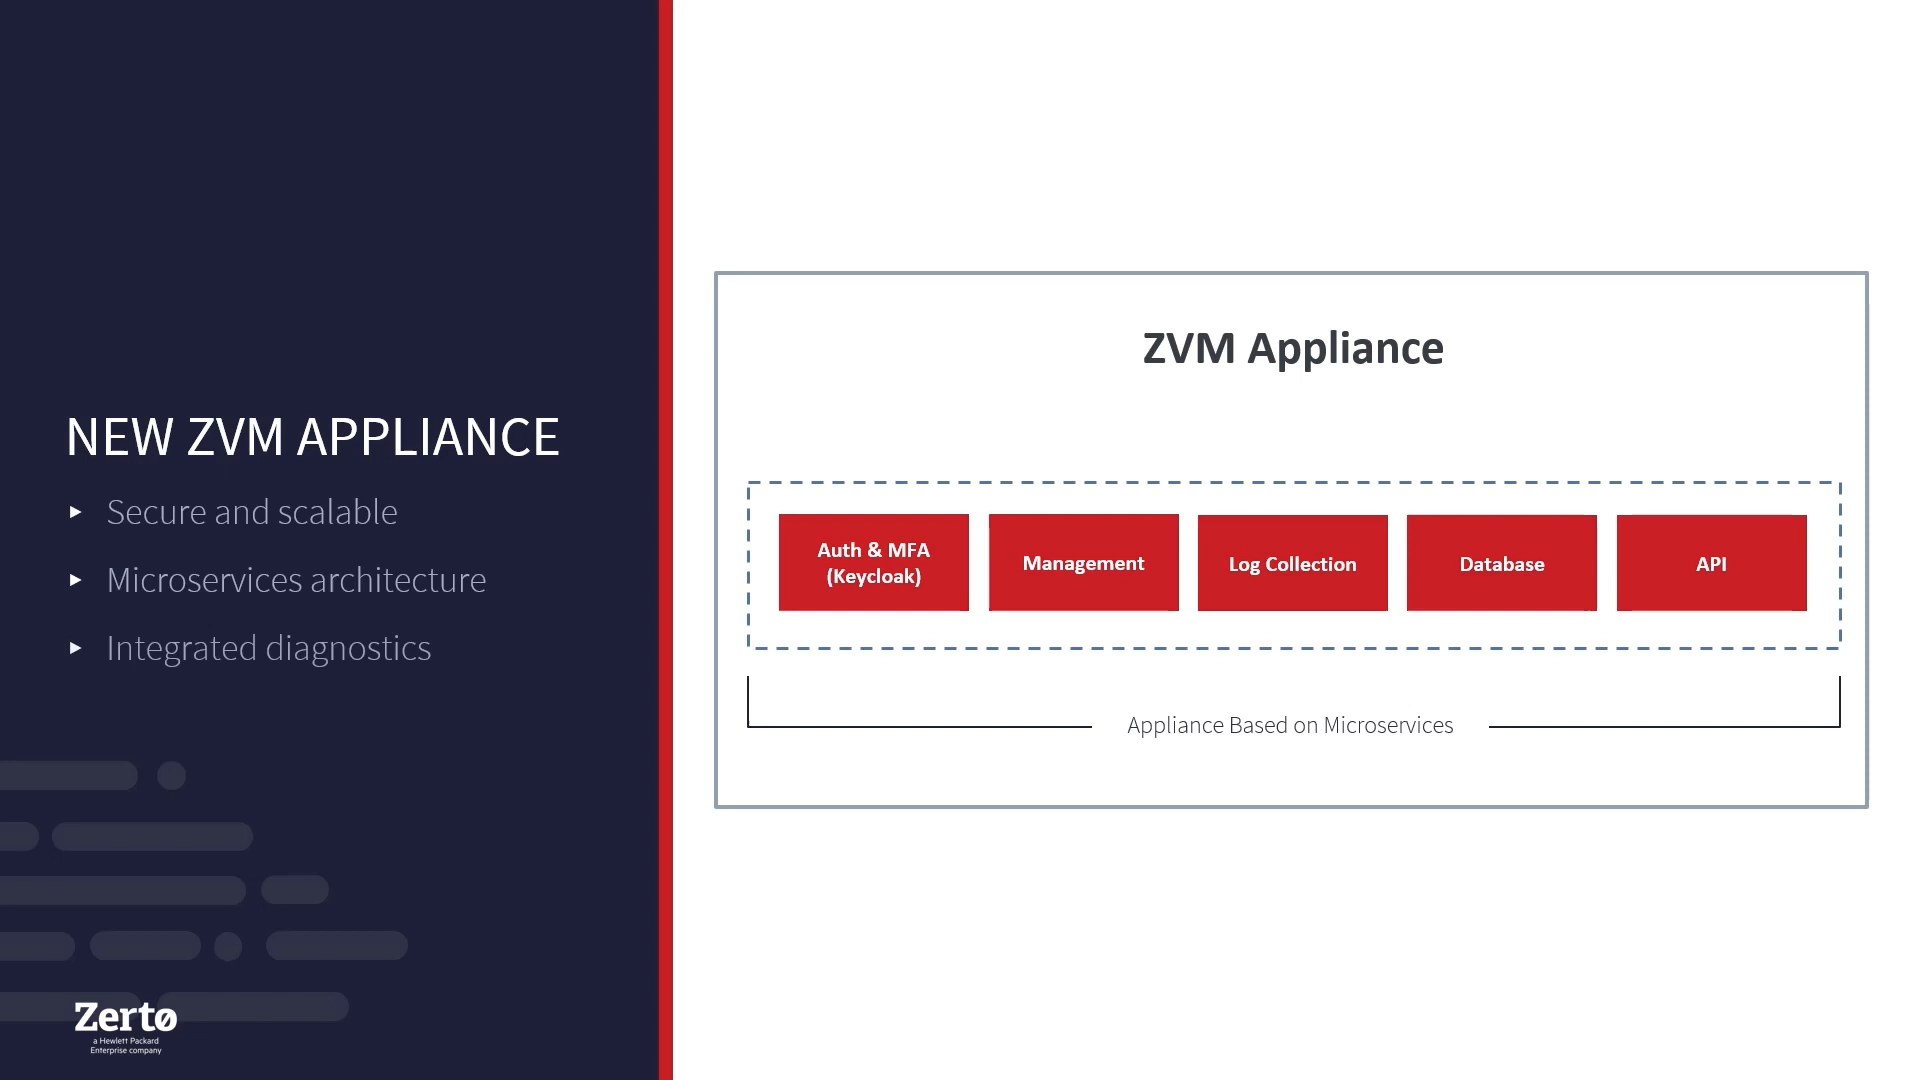 NEW ZVM APPLIANCE
Secure and scalable
Microservices architecture
Integrated diagnostics
Zerto
a Hewlett Packard
Enterprise company
ZVM Appliance
Auth & MFA
(Keycloak)
Management
Log Collection
Database
API
Appliance Based on Microservices